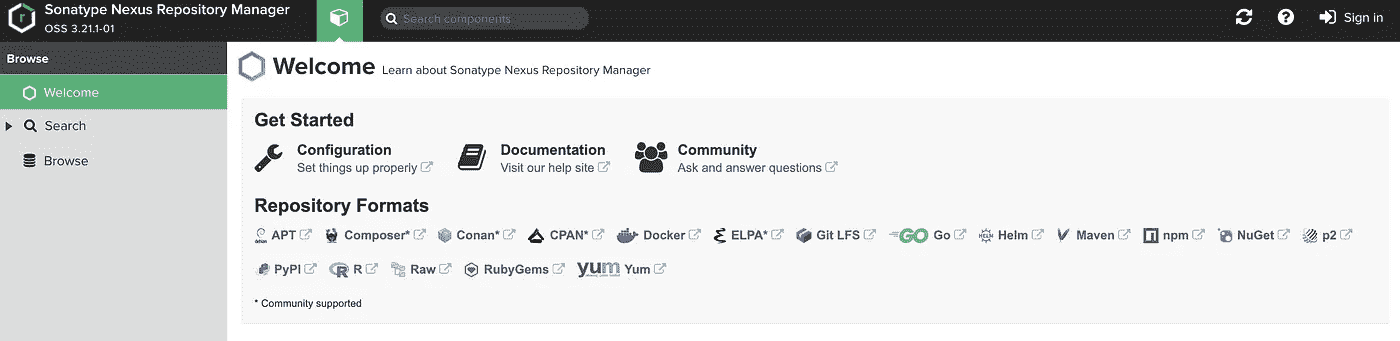 Sonatype Nexus Repository Manager
OSS 3.21.1-01
Search components
Sign in
Browse
Welcome
Search
Browse
Welcome Learn about Sonatype Nexus Repository Manager
Get Started
Configuration
Set things up properly
Documentation
Visit our help site
Community
Ask and answer questions
Repository Formats
APT Composer* Conan* CPAN* Docker ELPA* Git LFS GO Go HELM Helm Maven npm NuGet p2
PyPI R R Raw RubyGems yum Yum
* Community supported